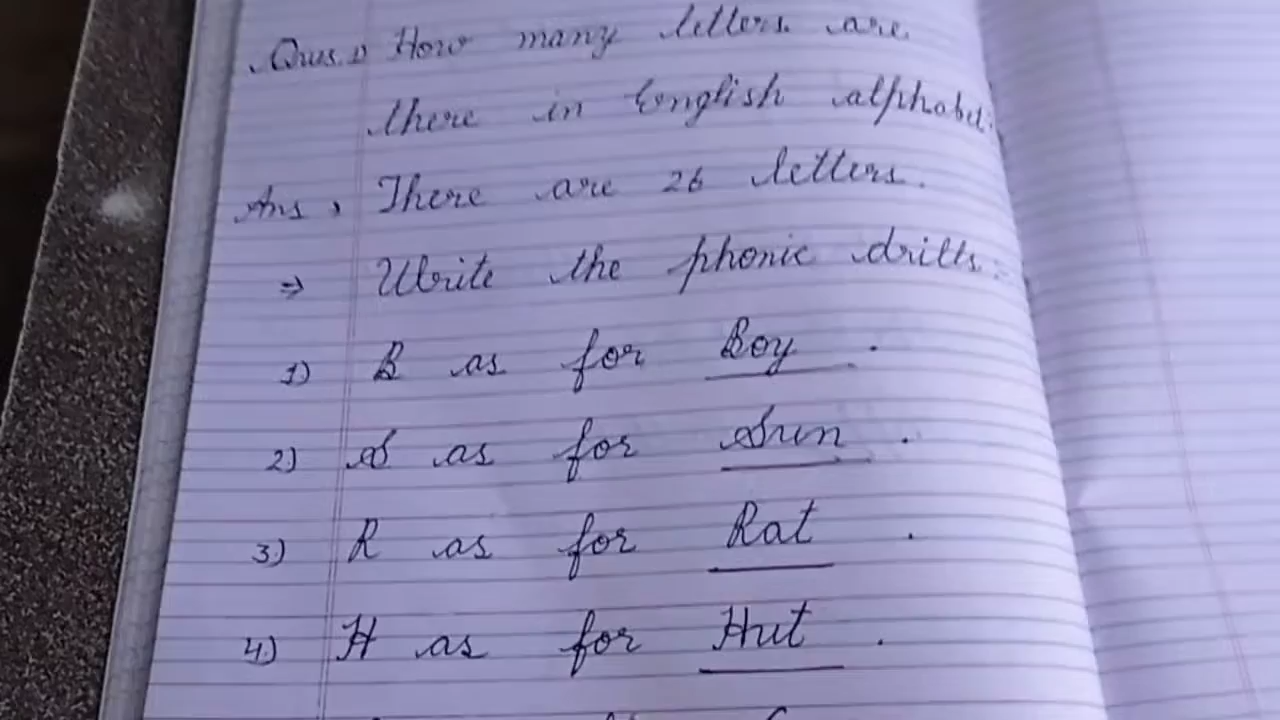 Qus.1) How many letters are
there in English alphabet:
Ans, There are 26 letters.
⇒ Write the phonic drills:
1) B as for Boy.
2) S as for Sun.
3) R as for Rat.
4) H as for Hut.